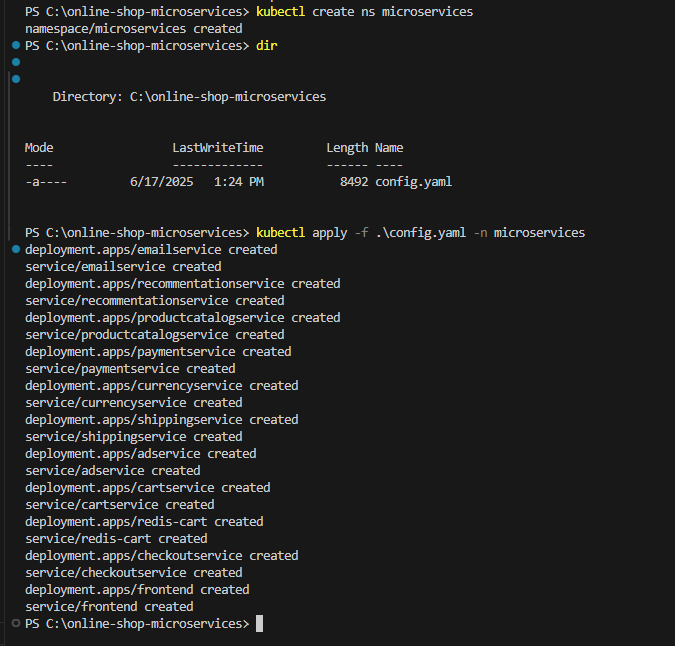 PS C:\online-shop-microservices> kubectl create ns microservices
namespace/microservices created
PS C:\online-shop-microservices> dir
Directory: C:\online-shop-microservices
Mode LastWriteTime Length Name
---- ------------- ------ ----
-a---- 6/17/2025 1:24 PM 8492 config.yaml
PS C:\online-shop-microservices> kubectl apply -f .\config.yaml -n microservices
deployment.apps/emailservice created
service/emailservice created
deployment.apps/recommentationservice created
service/recommentationservice created
deployment.apps/productcatalogservice created
service/productcatalogservice created
deployment.apps/paymentservice created
service/paymentservice created
deployment.apps/currencyservice created
service/currencyservice created
deployment.apps/shippingservice created
service/shippingservice created
deployment.apps/adservice created
service/adservice created
deployment.apps/cartservice created
service/cartservice created
deployment.apps/redis-cart created
service/redis-cart created
deployment.apps/checkoutservice created
service/checkoutservice created
deployment.apps/frontend created
service/frontend created
PS C:\online-shop-microservices>